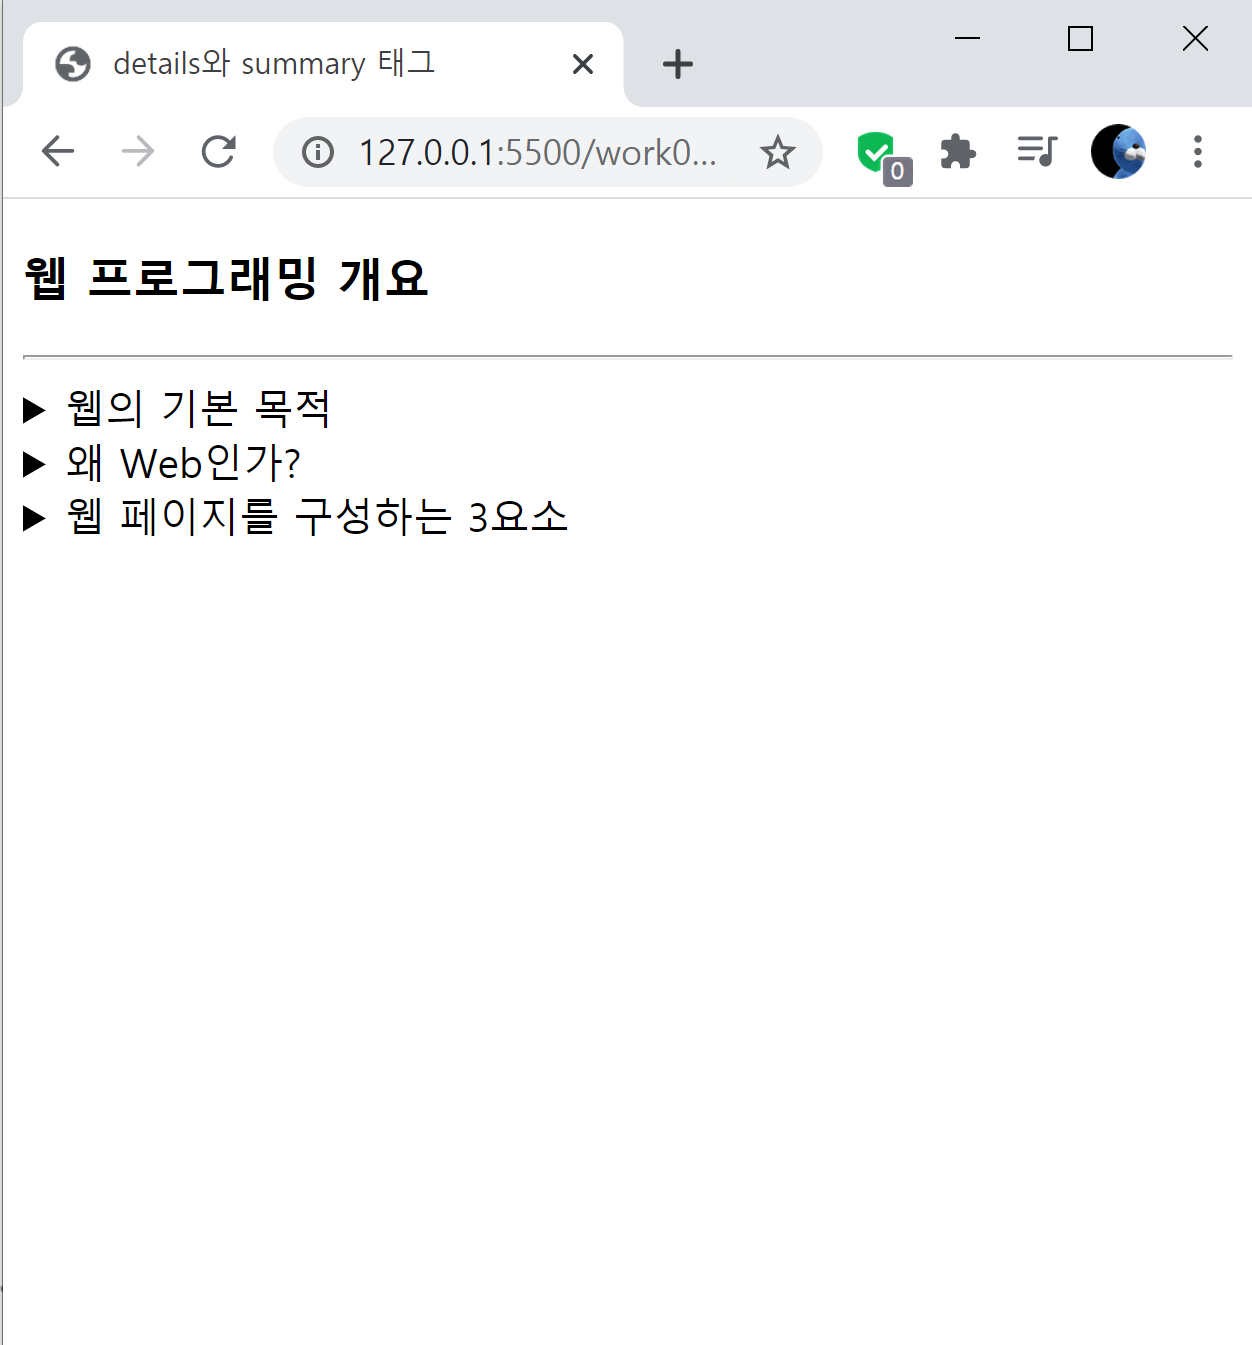 details와 summary 태그
127.0.0.1:5500/work0...
0
웹 프로그래밍 개요
▶ 웹의 기본 목적
▶ 왜 Web인가?
▶ 웹 페이지를 구성하는 3요소